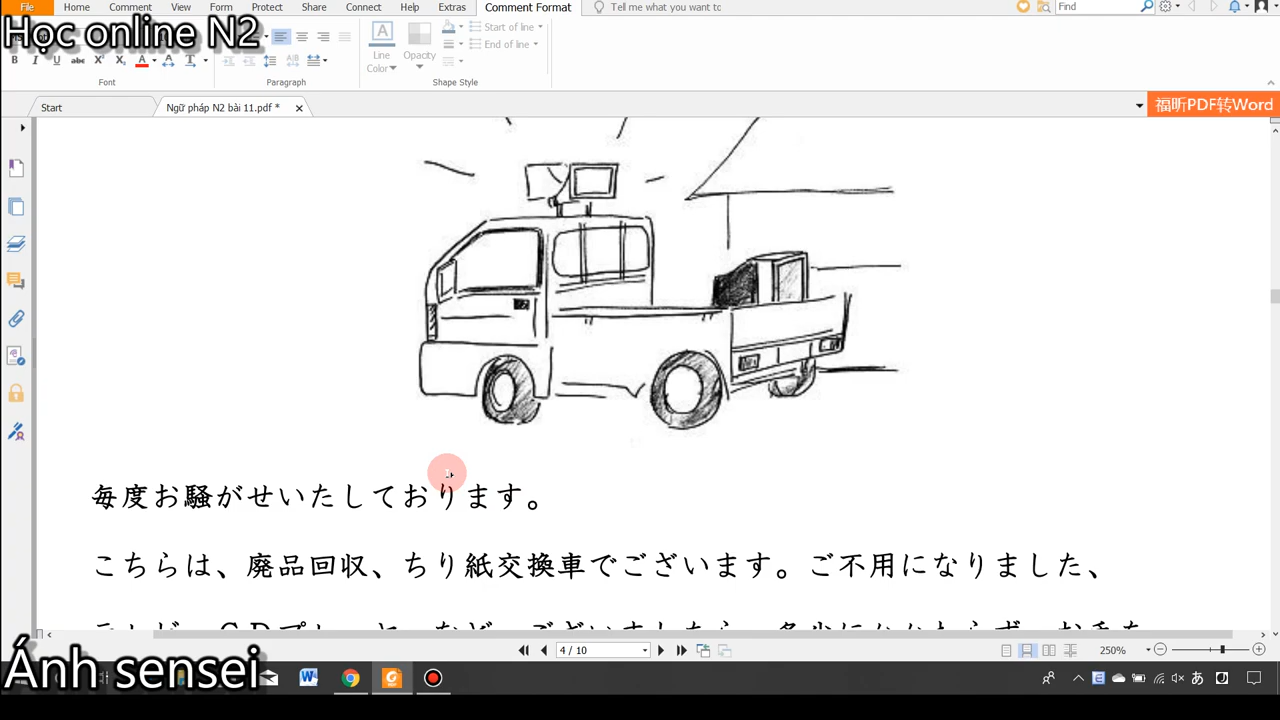 File Home Comment View Form Protect Share Connect Help Extras Comment Format Tell me what you want to Find
Học online N2
Start of line
End of line
Line Color
Opacity
Font Paragraph Shape Style
Start Ngữ pháp N2 bài 11.pdf * 福昕PDF转Word
毎度お騒がせいたしております。
こちらは、廃品回収、ちり紙交換車でございます。ご不用になりました、
Ánh sensei
4 / 10
250%